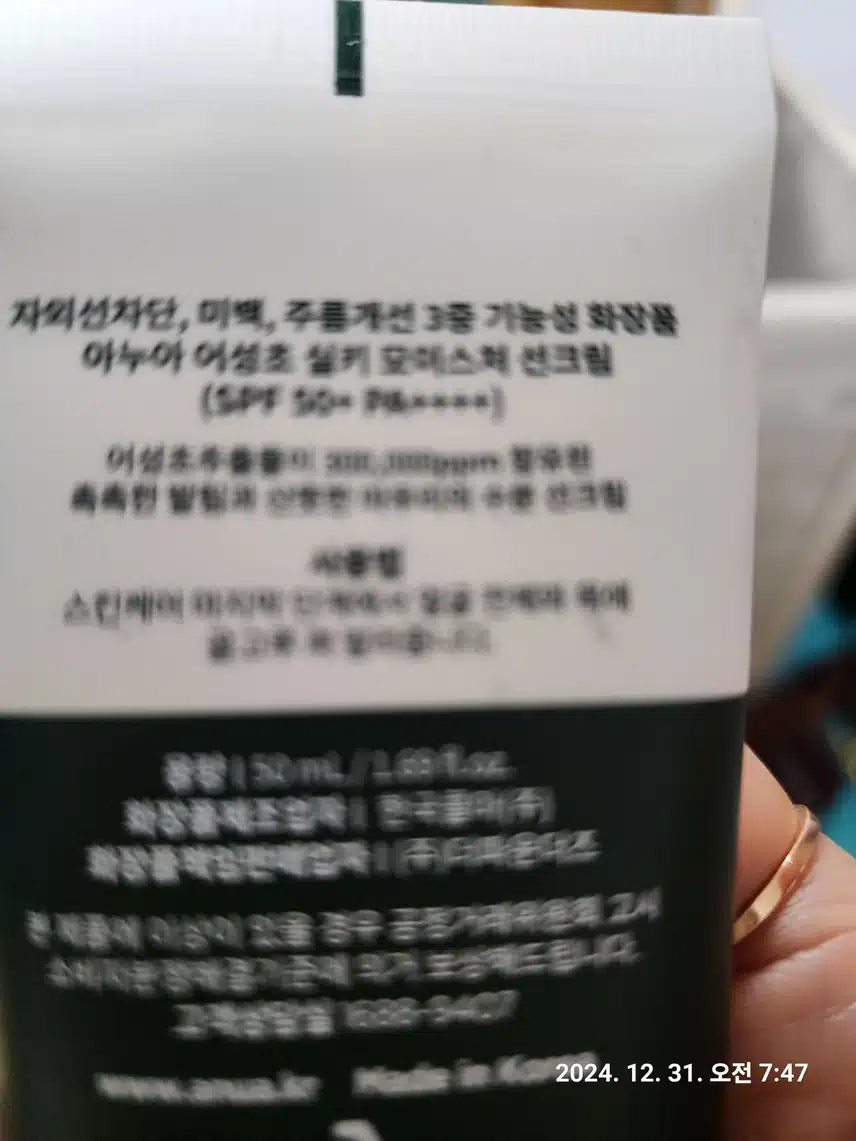 자외선차단, 미백, 주름개선 3중 기능성 화장품
아누아 어성초 실키 모이스처 선크림
(SPF 50+ PA++++)
어성초추출물이 함유된
촉촉한 발림과 산뜻한 마무리의 수분 선크림
사용법
스킨케어 마지막 단계에서 얼굴 전체와 목에
골고루 펴 발라줍니다.
용량 | 50 mL / 1.69 fl.oz.
화장품제조업자 | 한국콜마(주)
화장품책임판매업자 | (주)더파운더즈
본 제품에 이상이 있을 경우 공정거래위원회 고시
소비자분쟁해결기준에 의거 보상해드립니다.
고객상담실
www.anua.kr Made in Korea
2024. 12. 31. 오전 7:47